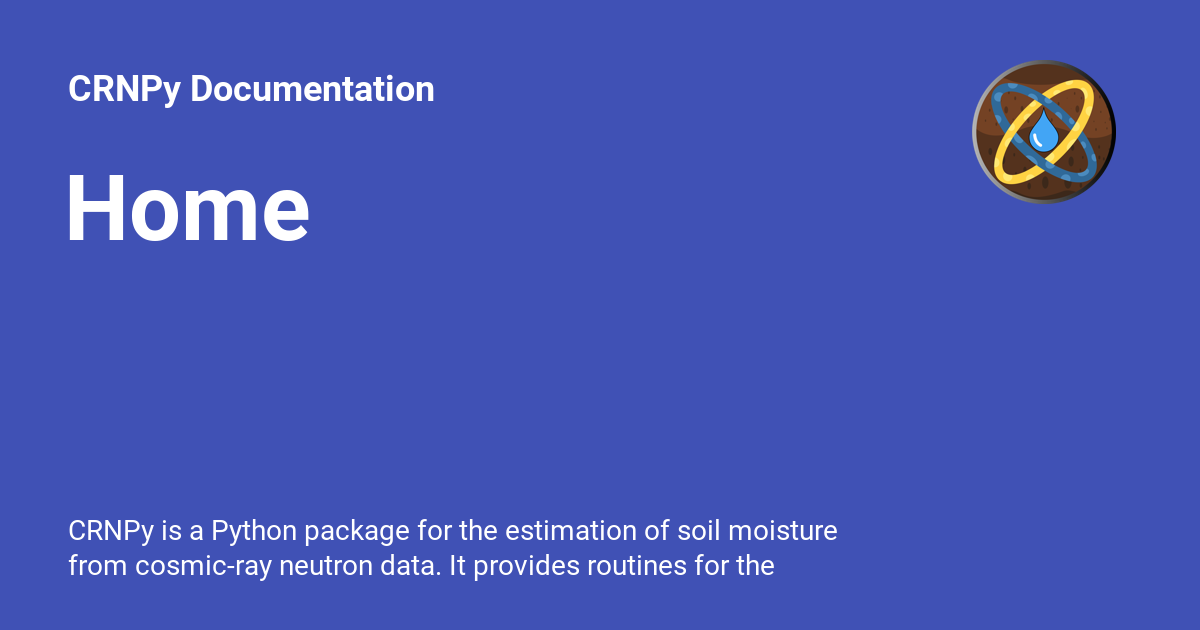 CRNPy Documentation
Home
CRNPy is a Python package for the estimation of soil moisture
from cosmic-ray neutron data. It provides routines for the